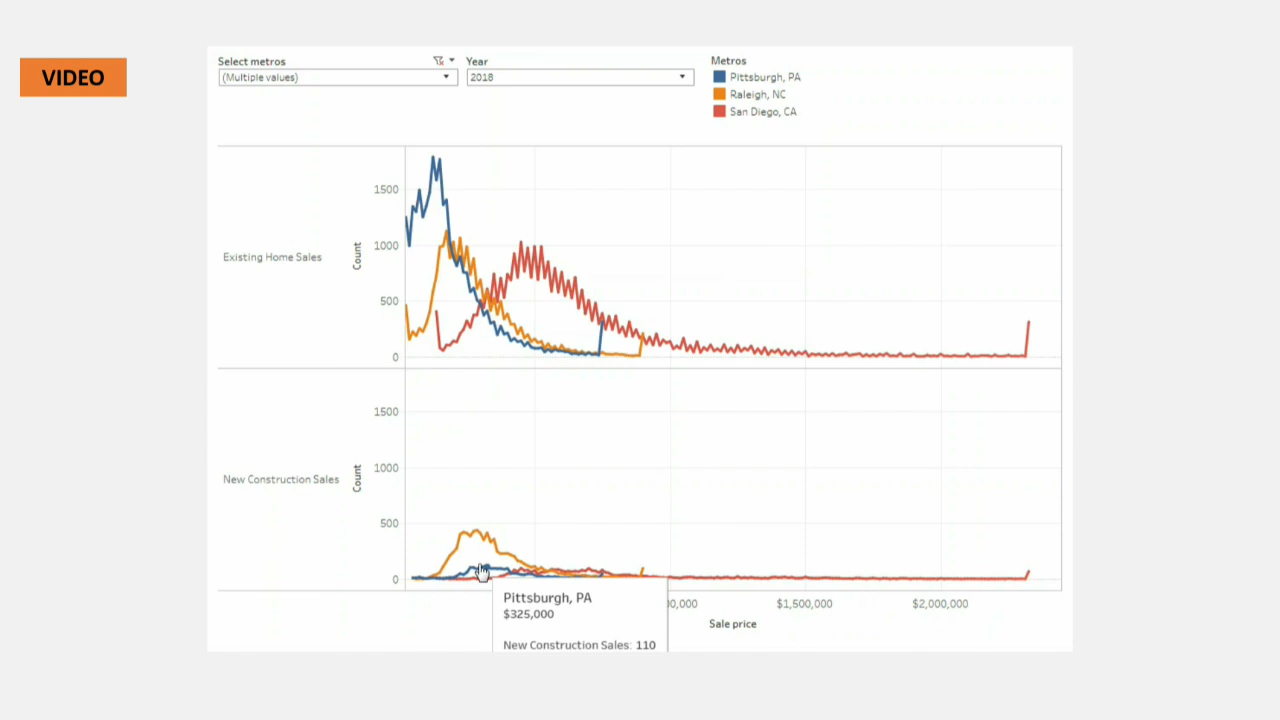 VIDEO
Select metros
(Multiple values)
Year
2018
Metros
Pittsburgh, PA
Raleigh, NC
San Diego, CA
Existing Home Sales
Count
1500
1000
500
0
New Construction Sales
Count
1500
1000
500
0
00,000
$1,500,000
$2,000,000
Sale price
Pittsburgh, PA
$325,000
New Construction Sales: 110